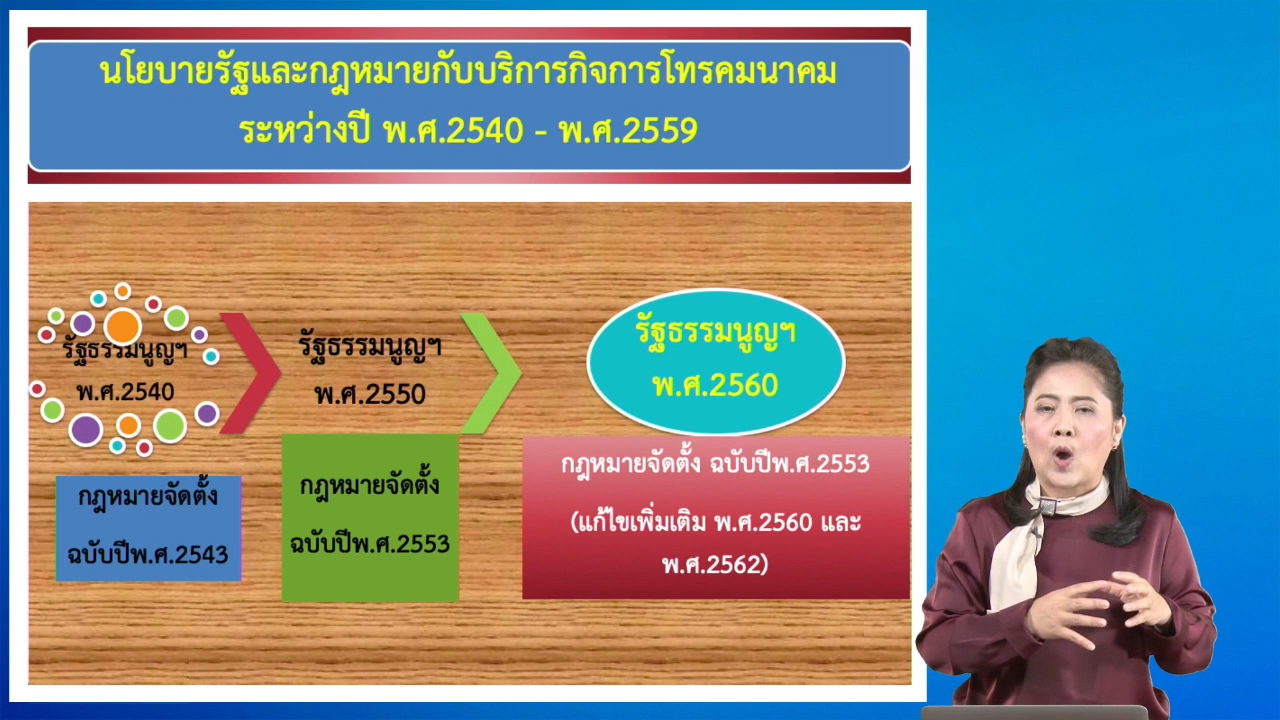 นโยบายรัฐและกฎหมายกับบริการกิจการโทรคมนาคม
ระหว่างปี พ.ศ.2540 - พ.ศ.2559
รัฐธรรมนูญฯ
พ.ศ.2540
รัฐธรรมนูญฯ
พ.ศ.2550
รัฐธรรมนูญฯ
พ.ศ.2560
กฎหมายจัดตั้ง
ฉบับปีพ.ศ.2543
กฎหมายจัดตั้ง
ฉบับปีพ.ศ.2553
กฎหมายจัดตั้ง ฉบับปีพ.ศ.2553
(แก้ไขเพิ่มเติม พ.ศ.2560 และ
พ.ศ.2562)